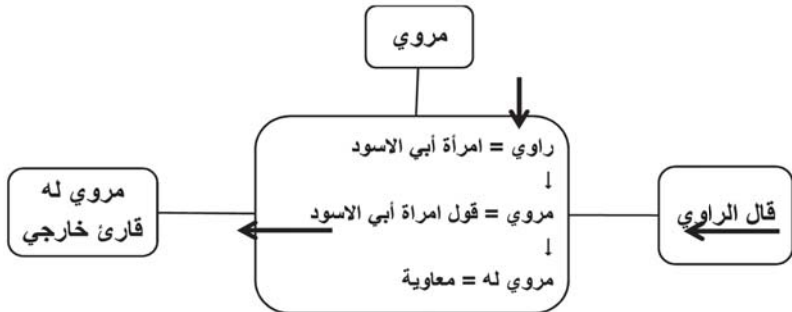 مروي
قال الراوي
راوي = امرأة أبي الاسود
↓
مروي = قول امراة أبي الاسود
↓
مروي له = معاوية
مروي له
قارئ خارجي